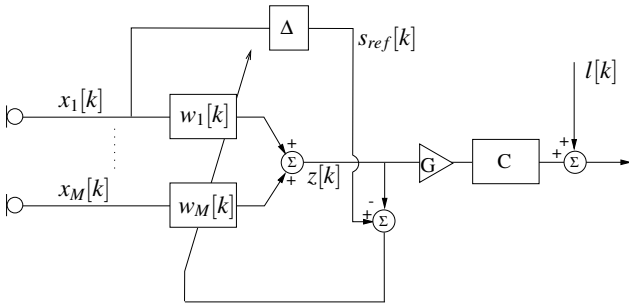 Δ
s_ref[k]
x_1[k]
w_1[k]
l[k]
+
Σ
+
z[k]
G
C
+
+
Σ
x_M[k]
w_M[k]
-
+
Σ